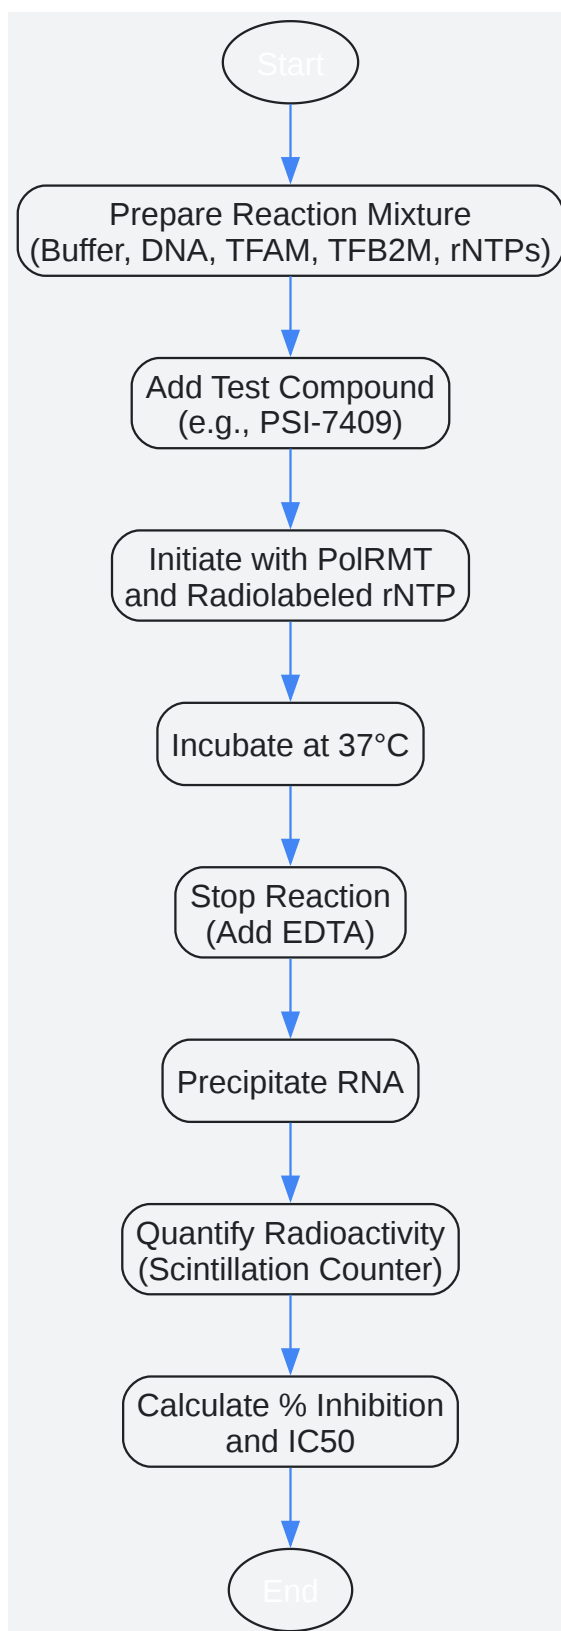 Start
Prepare Reaction Mixture
(Buffer, DNA, TFAM, TFB2M, rNTPs)
Add Test Compound
(e.g., PSI-7409)
Initiate with PolRMT
and Radiolabeled rNTP
Incubate at 37°C
Stop Reaction
(Add EDTA)
Precipitate RNA
Quantify Radioactivity
(Scintillation Counter)
Calculate % Inhibition
and IC50
End